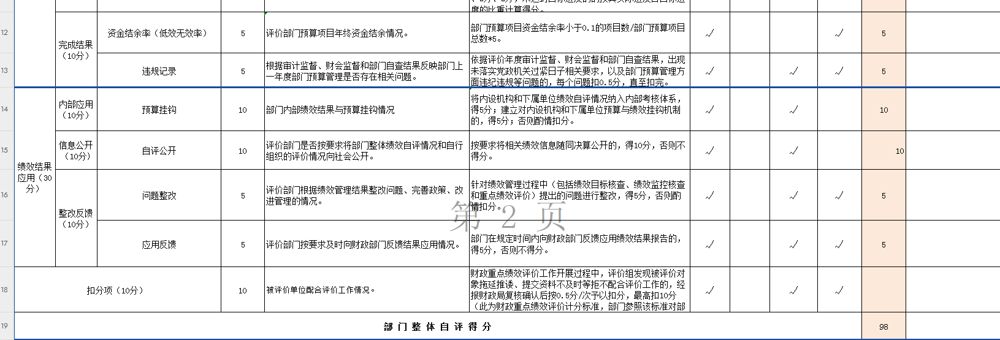 度的比重计算得分。
12
完成结果
（10分）
资金结余率（低效无效率）
5
评价部门预算项目年终资金结余情况。
部门预算项目资金结余率小于0.1的项目数/部门预算项目
总数*5。
√
√
5
13
违规记录
5
根据审计监督、财会监督和部门自查结果反映部门上
一年度部门预算管理是否存在相关问题。
依据评价年度审计监督、财会监督和部门自查结果，出现
未落实党政机关过紧日子相关要求，以及部门预算管理方
面违纪违规等问题的，每个问题扣0.5分，直至扣完。
√
√
√
5
绩效结果
应用（30
分）
14
内部应用
（10分）
预算挂钩
10
部门内部绩效结果与预算挂钩情况
将内设机构和下属单位绩效自评情况纳入内部考核体系，
得5分；建立对内设机构和下属单位预算与绩效挂钩机制
的，得5分；否则酌情扣分。
√
√
10
15
信息公开
（10分）
自评公开
10
评价部门是否按要求将部门整体绩效自评情况和自行
组织的评价情况向社会公开。
按要求将相关绩效信息随同决算公开的，得10分，否则不
得分。
√
√
10
16
整改反馈
（10分）
问题整改
5
评价部门根据绩效管理结果整改问题、完善政策、改
进管理的情况。
针对绩效管理过程中（包括绩效目标核查、绩效监控核查
和重点绩效评价）提出的问题进行整改，得5分，否则酌
情扣分。
√
√
√
5
第 2 页
17
应用反馈
5
评价部门按要求及时向财政部门反馈结果应用情况。
部门在规定时间内向财政部门反馈应用绩效结果报告的，
得5分，否则不得分。
√
√
√
5
18
扣分项（10分）
10
被评价单位配合评价工作情况。
财政重点绩效评价工作开展过程中，评价组发现被评价对
象拖延推诿、提交资料不及时等拒不配合评价工作的，经
报财政局复核确认后按0.5分/次予以扣分，最高扣10分
（此为财政重点绩效评价计分标准，部门参照该标准对部
√
√
√
19
部门整体自评得分
98